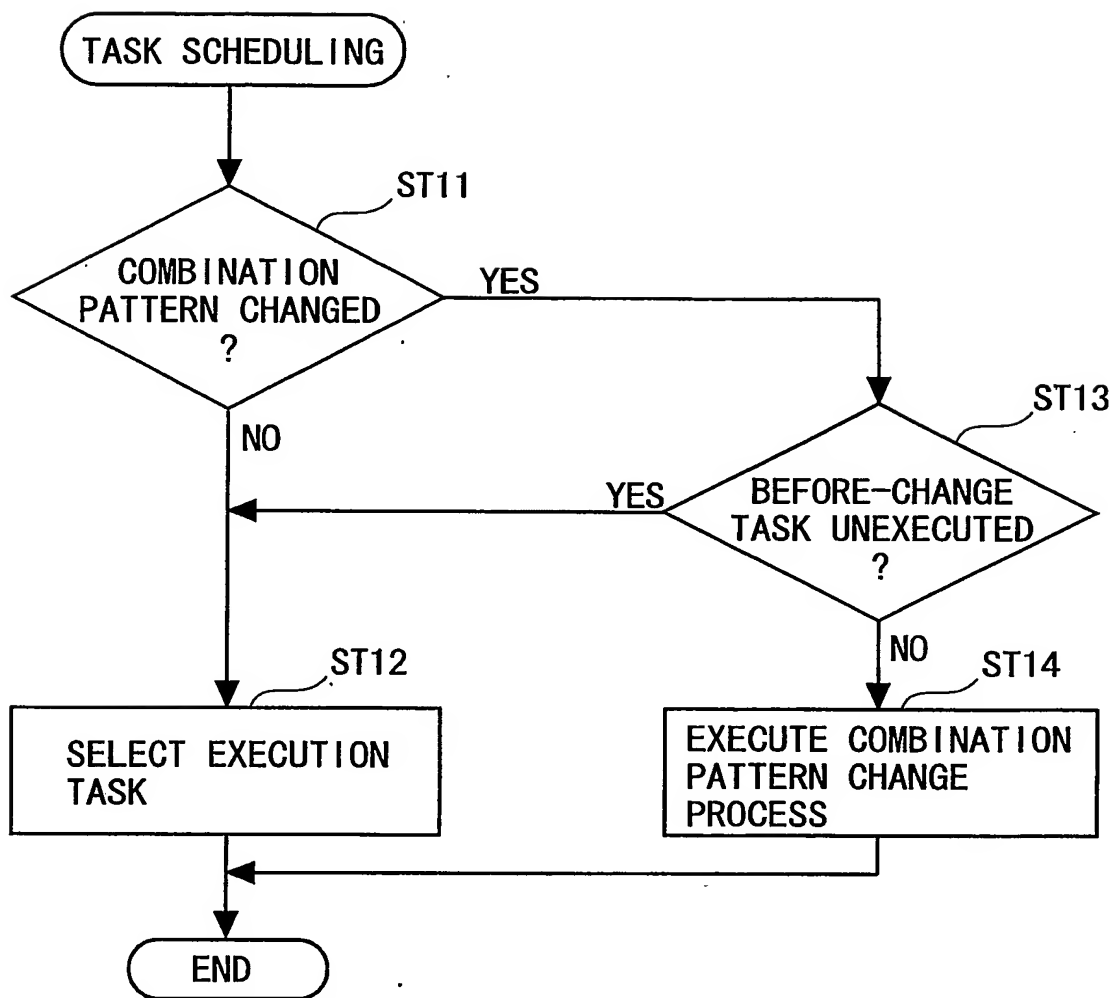 TASK SCHEDULING
ST11
COMBINATION
PATTERN CHANGED
?
YES
NO
ST13
YES
BEFORE-CHANGE
TASK UNEXECUTED
?
NO
ST12
SELECT EXECUTION
TASK
ST14
EXECUTE COMBINATION
PATTERN CHANGE
PROCESS
END